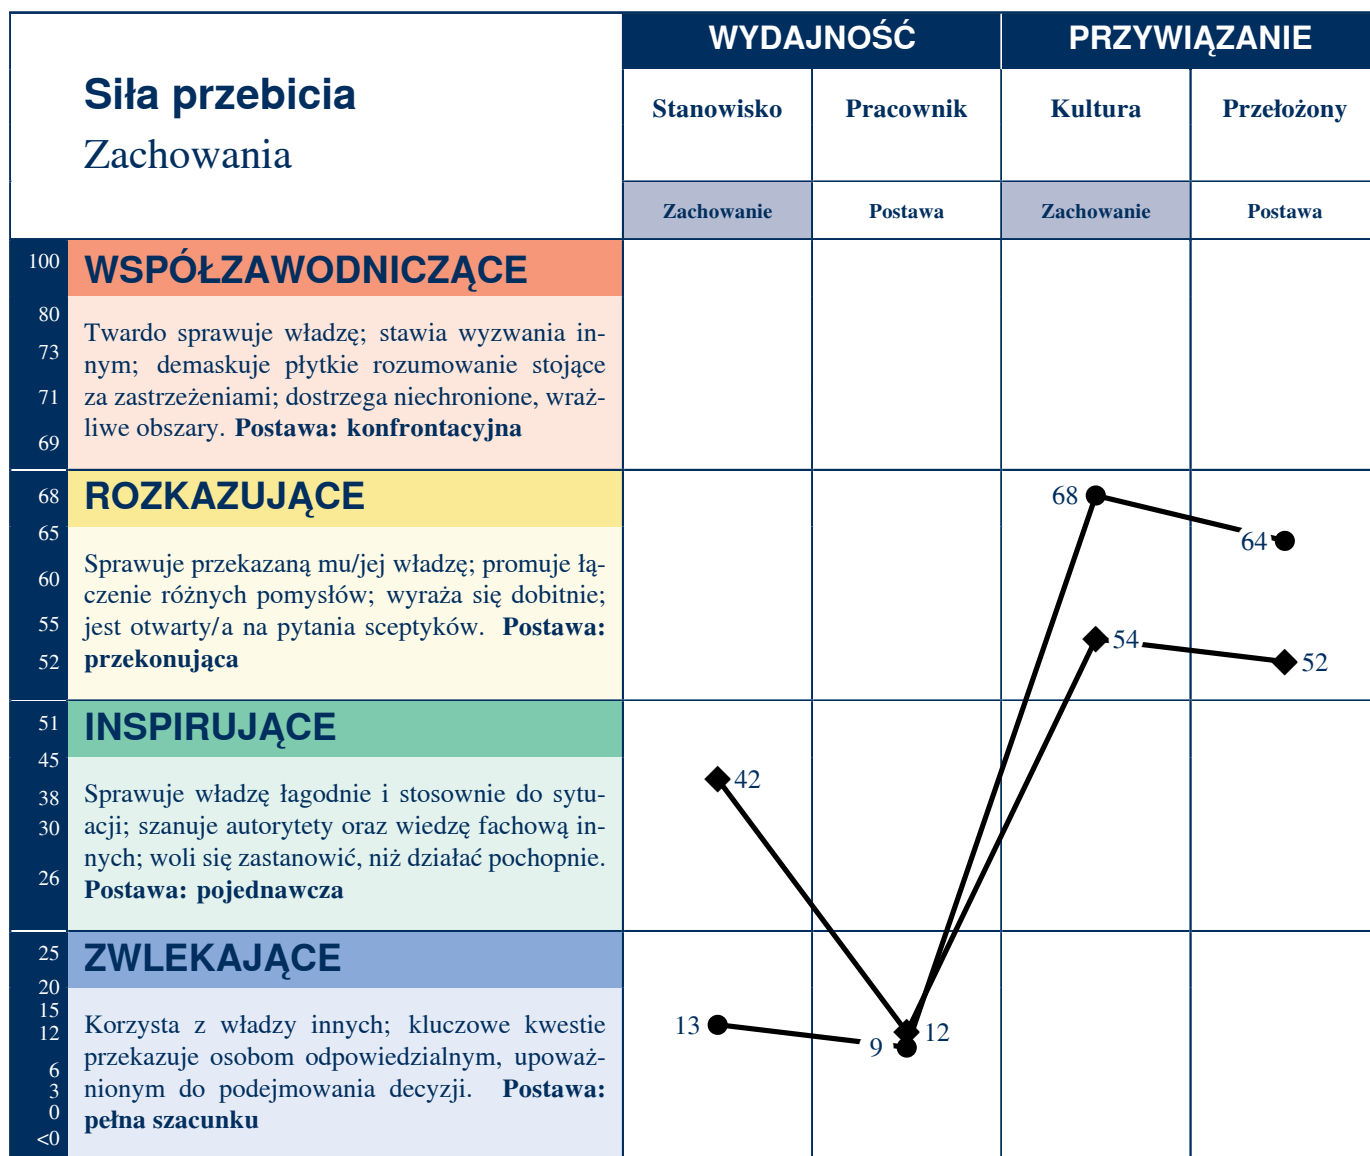 WYDAJNOŚĆ PRZYWIĄZANIE
Siła przebicia
Zachowania
Stanowisko Pracownik Kultura Przełożony
Zachowanie Postawa Zachowanie Postawa
100
80
73
71
69
WSPÓŁZAWODNICZĄCE
Twardo sprawuje władzę; stawia wyzwania in-
nym; demaskuje płytkie rozumowanie stojące
za zastrzeżeniami; dostrzega niechronione, wraż-
liwe obszary. Postawa: konfrontacyjna
68
65
60
55
52
ROZKAZUJĄCE
Sprawuje przekazaną mu/jej władzę; promuje łą-
czenie różnych pomysłów; wyraża się dobitnie;
jest otwarty/a na pytania sceptyków. Postawa:
przekonująca
68
64
54
52
51
45
38
30
26
INSPIRUJĄCE
Sprawuje władzę łagodnie i stosownie do sytu-
acji; szanuje autorytety oraz wiedzę fachową in-
nych; woli się zastanowić, niż działać pochopnie.
Postawa: pojednawcza
42
25
20
15
12
6
3
0
<0
ZWLEKAJĄCE
Korzysta z władzy innych; kluczowe kwestie
przekazuje osobom odpowiedzialnym, upoważ-
nionym do podejmowania decyzji. Postawa:
pełna szacunku
13
9
12